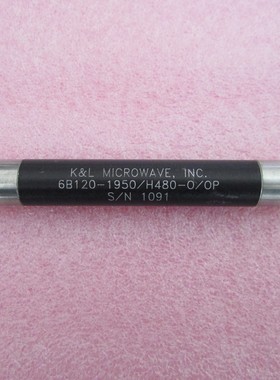 K&L MICROWAVE, INC.
6B120-1950/H480-O/OP
S/N 1091